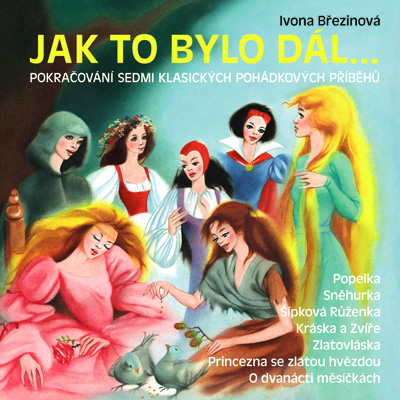 Ivona Březinová
JAK TO BYLO DÁL...
POKRAČOVÁNÍ SEDMI KLASICKÝCH POHÁDKOVÝCH PŘÍBĚHŮ
Popelka
Sněhurka
Šípková Růženka
Kráska a Zvíře
Zlatovláska
Princezna se zlatou hvězdou
O dvanácti měsíčkách